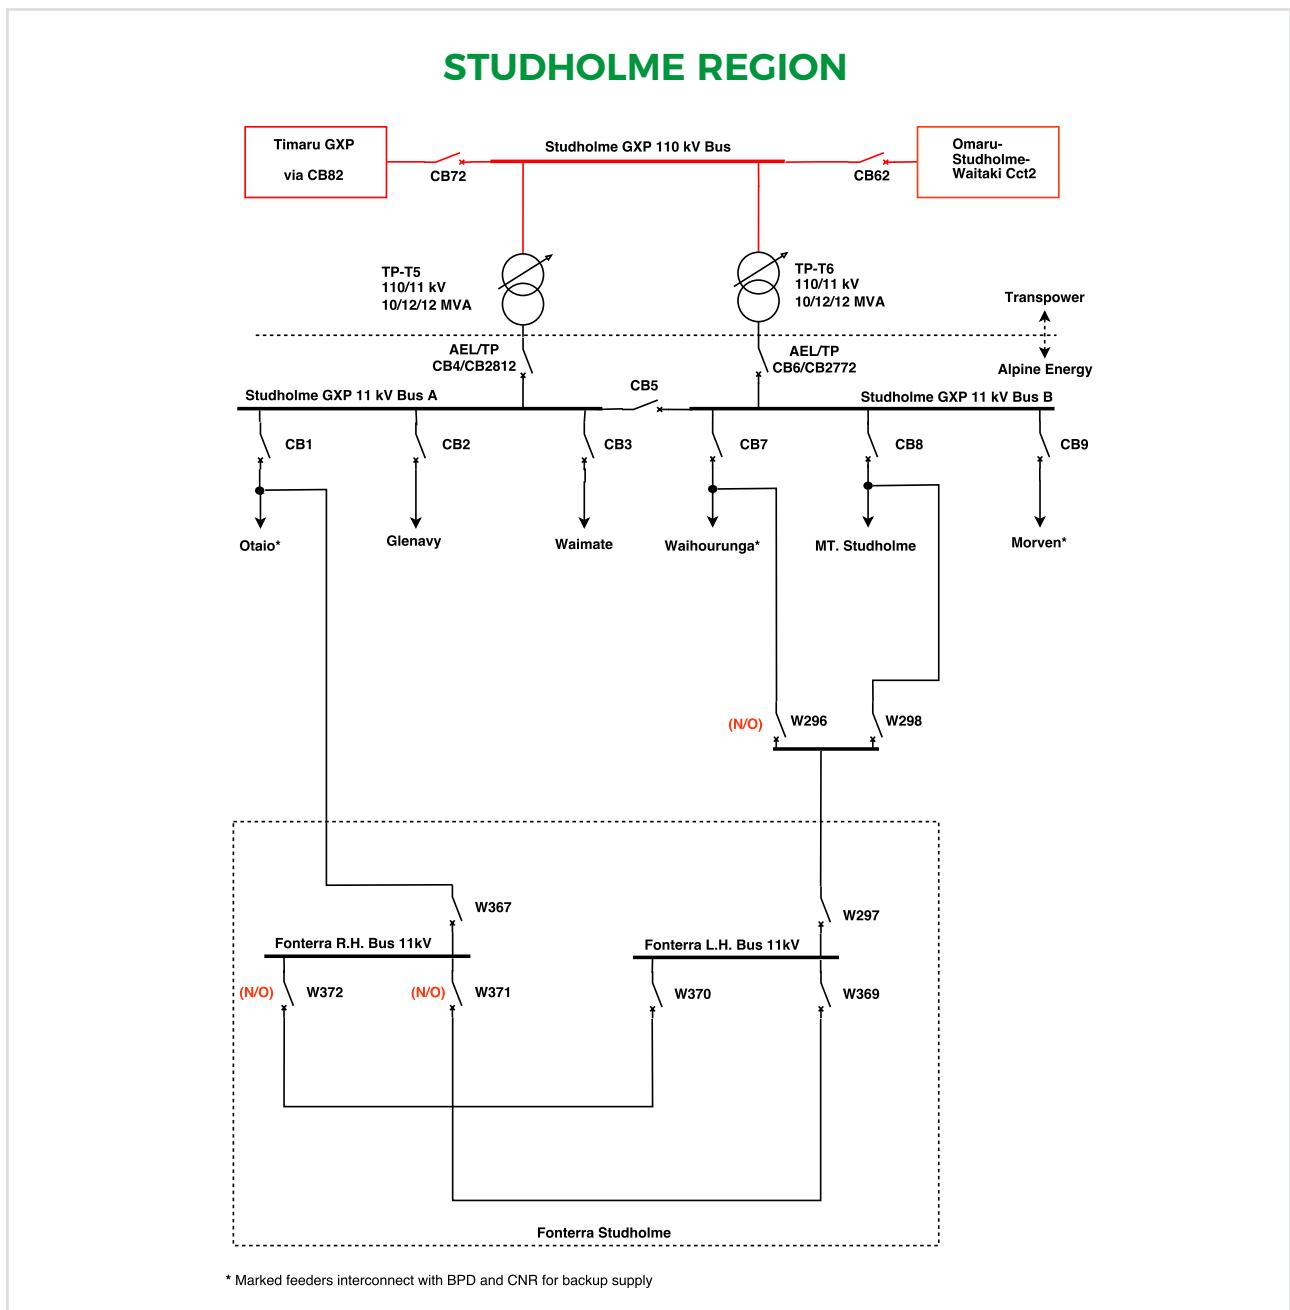 STUDHOLME REGION
Timaru GXP
via CB82
CB72
Studholme GXP 110 kV Bus
CB62
Omaru-
Studholme-
Waitaki Cct2
TP-T5
110/11 kV
10/12/12 MVA
TP-T6
110/11 kV
10/12/12 MVA
Transpower
Alpine Energy
AEL/TP
CB4/CB2812
AEL/TP
CB6/CB2772
Studholme GXP 11 kV Bus A
CB5
Studholme GXP 11 kV Bus B
CB1
CB2
CB3
CB7
CB8
CB9
Otaio*
Glenavy
Waimate
Waihourunga*
MT. Studholme
Morven*
(N/O)
W296
W298
W367
W297
Fonterra R.H. Bus 11kV
Fonterra L.H. Bus 11kV
(N/O)
W372
(N/O)
W371
W370
W369
Fonterra Studholme
* Marked feeders interconnect with BPD and CNR for backup supply